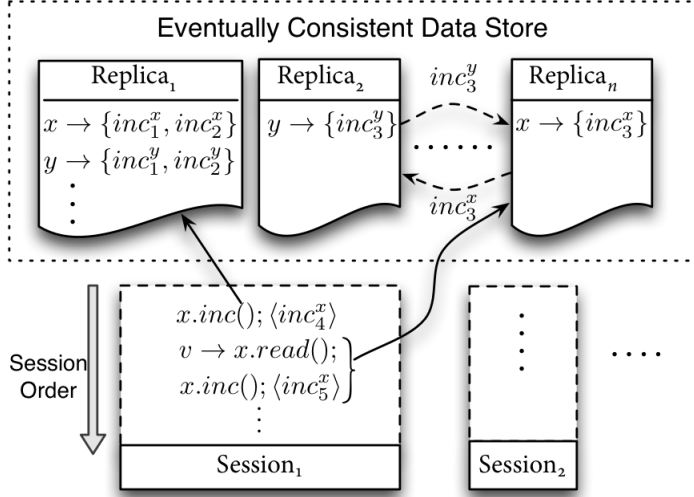 Eventually Consistent Data Store
Replica₁
x → {inc₁ˣ, inc₂ˣ}
y → {inc₁ʸ, inc₂ʸ}
Replica₂
y → {inc₃ʸ}
inc₃ʸ
inc₃ˣ
Replicaₙ
x → {inc₃ˣ}
Session
Order
x.inc(); ⟨inc₄ˣ⟩
v → x.read();
x.inc(); ⟨inc₅ˣ⟩
Session₁
Session₂